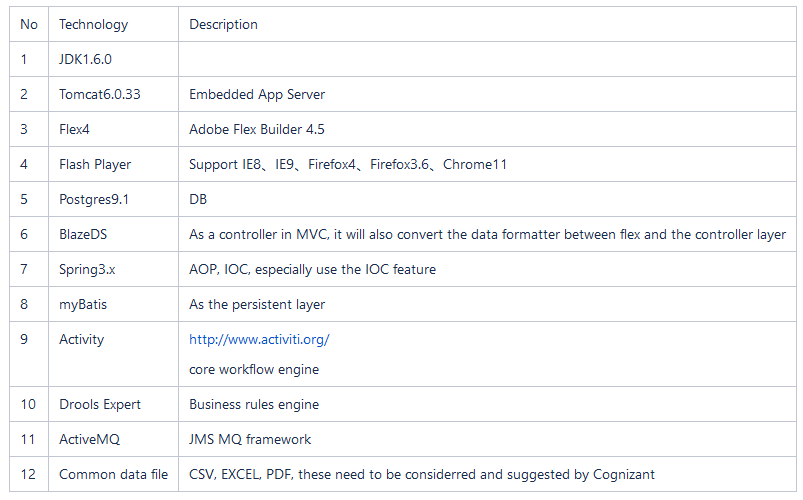 No Technology Description
1 JDK1.6.0
2 Tomcat6.0.33 Embedded App Server
3 Flex4 Adobe Flex Builder 4.5
4 Flash Player Support IE8、IE9、Firefox4、Firefox3.6、Chrome11
5 Postgres9.1 DB
6 BlazeDS As a controller in MVC, it will also convert the data formatter between flex and the controller layer
7 Spring3.x AOP, IOC, especially use the IOC feature
8 myBatis As the persistent layer
9 Activity http://www.activiti.org/
core workflow engine
10 Drools Expert Business rules engine
11 ActiveMQ JMS MQ framework
12 Common data file CSV, EXCEL, PDF, these need to be considerred and suggested by Cognizant